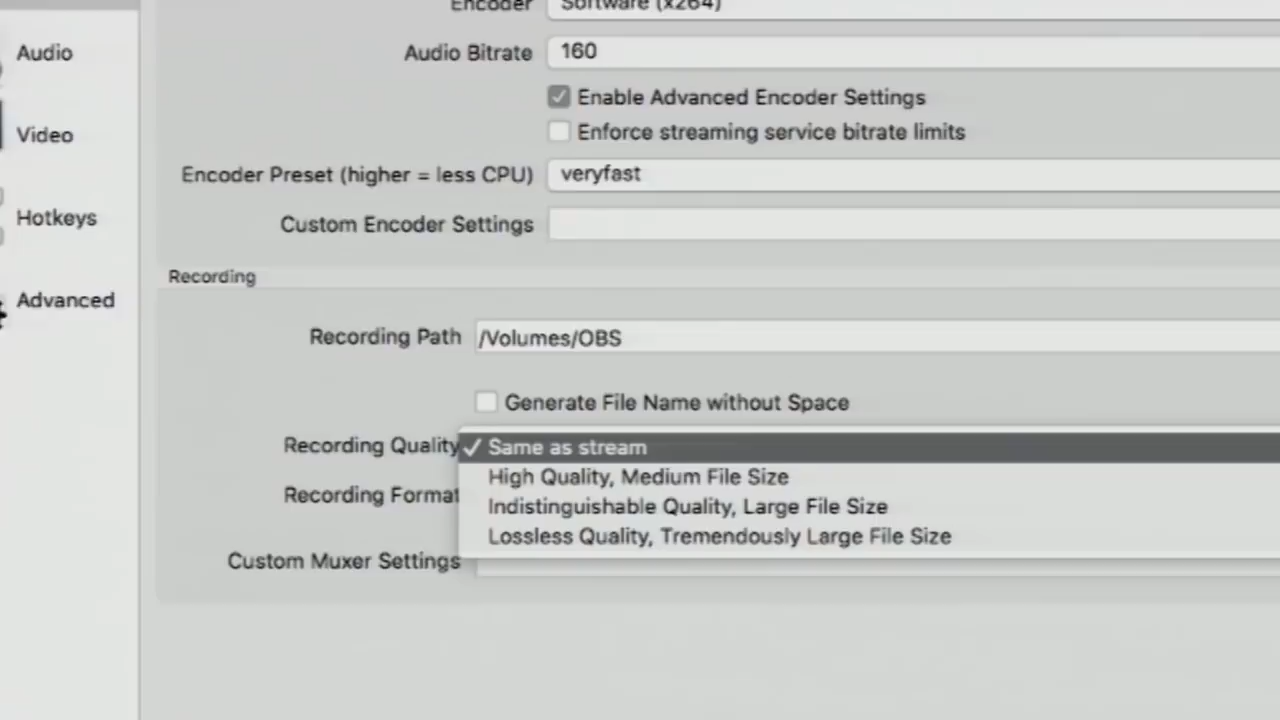 Encoder Software (x264)
Audio
Audio Bitrate 160
Enable Advanced Encoder Settings
Video
Enforce streaming service bitrate limits
Encoder Preset (higher = less CPU) veryfast
Hotkeys
Custom Encoder Settings
Recording
Advanced
Recording Path /Volumes/OBS
Generate File Name without Space
Recording Quality Same as stream
High Quality, Medium File Size
Recording Format
Indistinguishable Quality, Large File Size
Lossless Quality, Tremendously Large File Size
Custom Muxer Settings